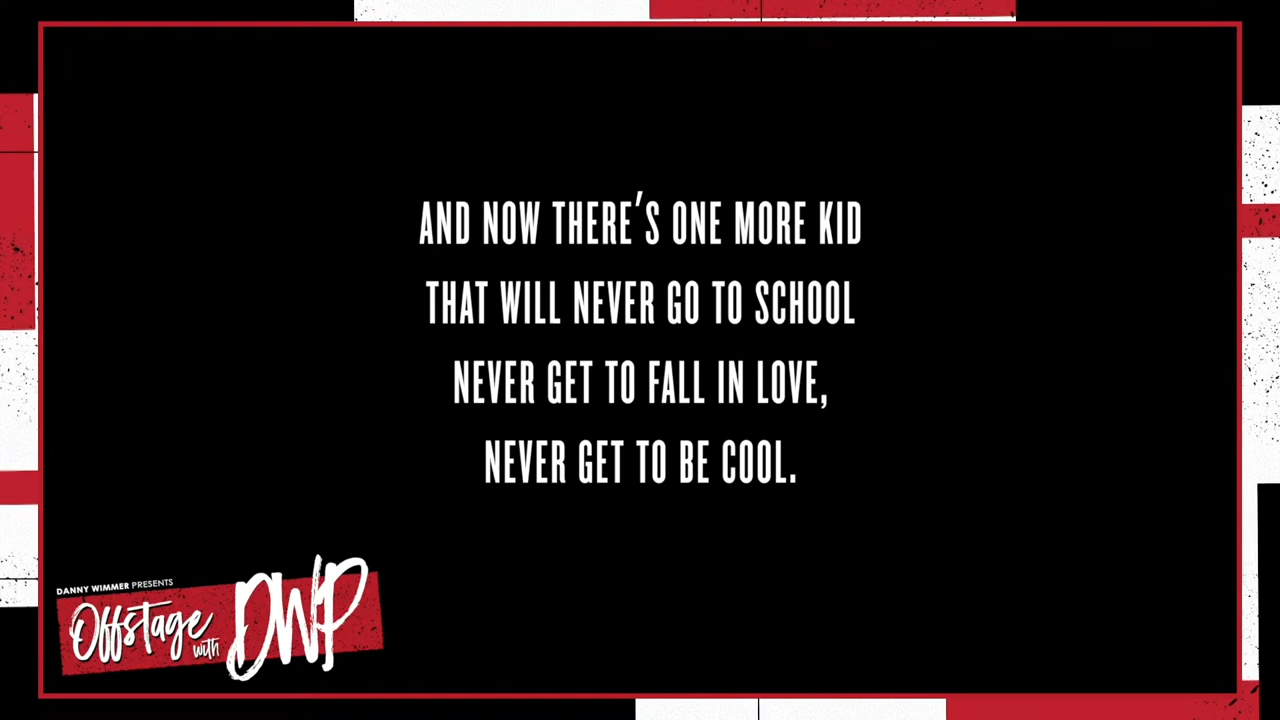 AND NOW THERE'S ONE MORE KID
THAT WILL NEVER GO TO SCHOOL
NEVER GET TO FALL IN LOVE,
NEVER GET TO BE COOL.
DANNY WIMMER PRESENTS
Offstage with DWP